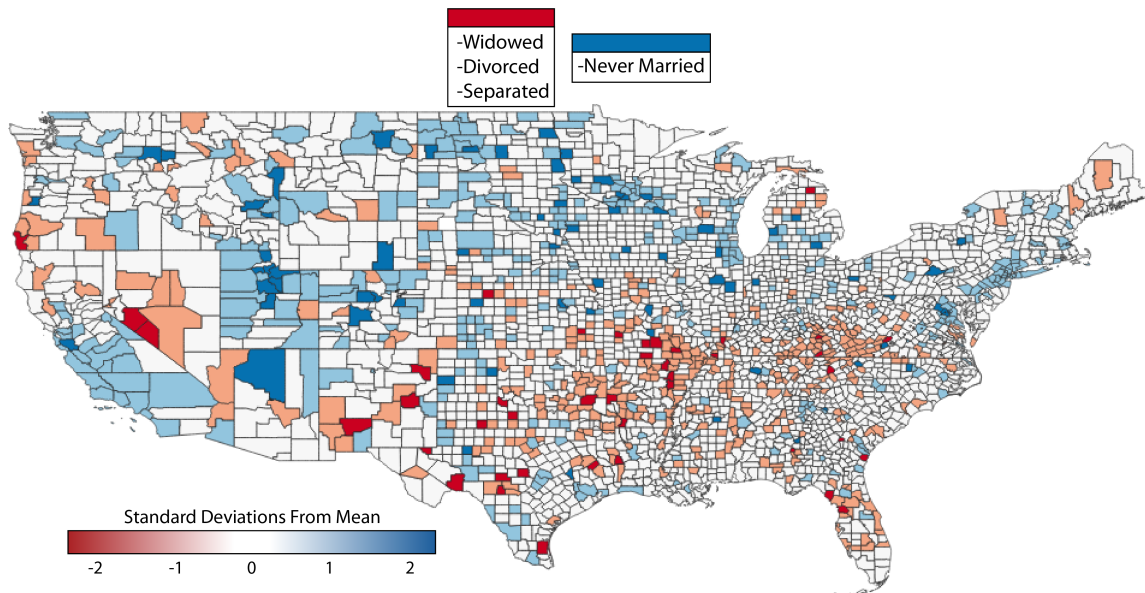 -Widowed
-Divorced
-Separated
-Never Married
Standard Deviations From Mean
-2 -1 0 1 2